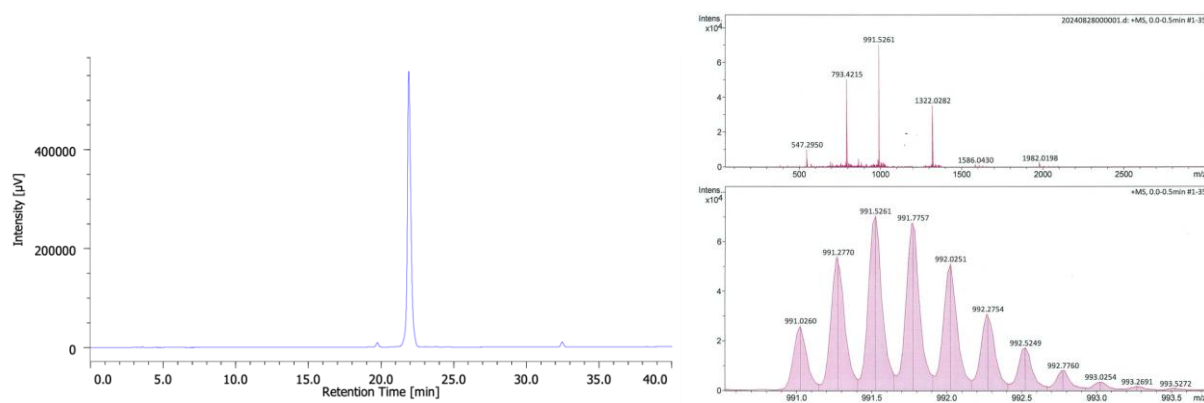 Intensity [µV]
400000
200000
0
0.0 5.0 10.0 15.0 20.0 25.0 30.0 35.0 40.0
Retention Time [min]
Intens.
x10⁴
20240828000001.d: +MS, 0.0-0.5min #1-35
8
6
4
2
0
991.5261
793.4215
1322.0282
547.2950
1586.0430
1982.0198
500 1000 1500 2000 2500 m/z
Intens.
x10⁴
+MS, 0.0-0.5min #1-35
6
4
2
0
991.5261
991.7757
991.2770
992.0251
992.2754
991.0260
992.5249
992.7760
993.0254
993.2691
993.5272
991.0 991.5 992.0 992.5 993.0 993.5 m/z